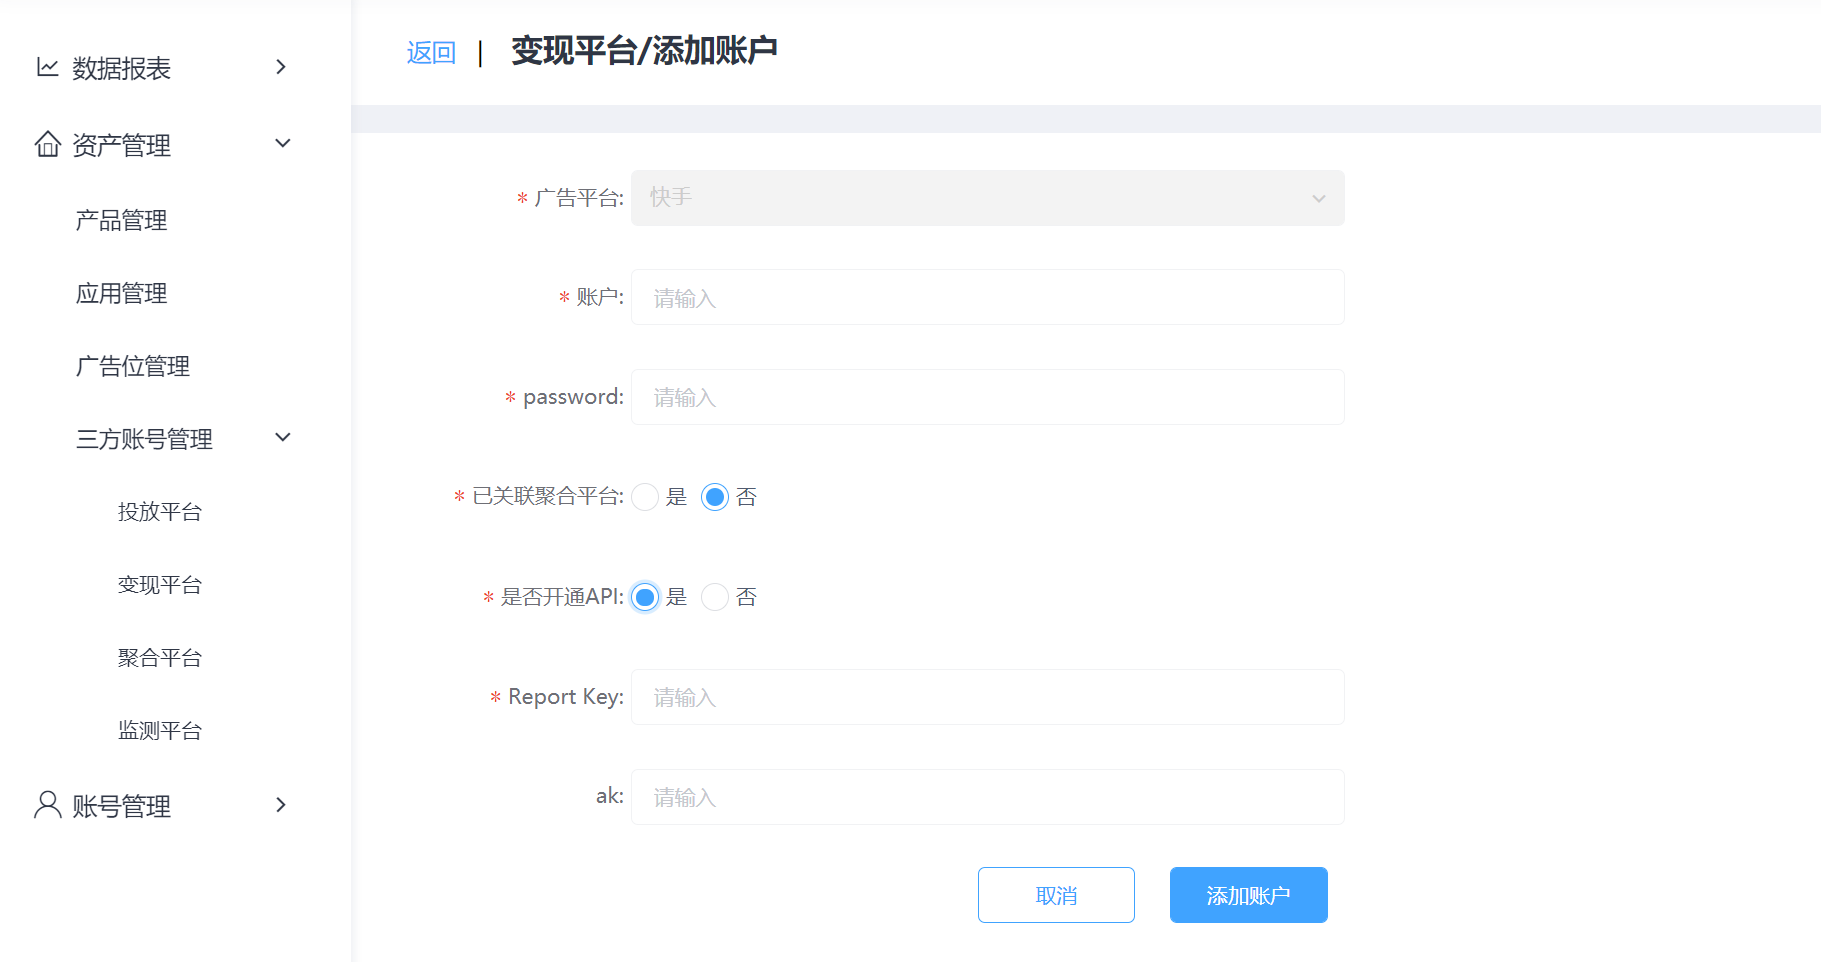 数据报表
资产管理
产品管理
应用管理
广告位管理
三方账号管理
投放平台
变现平台
聚合平台
监测平台
账号管理
返回 | 变现平台/添加账户
* 广告平台: 快手
* 账户: 请输入
* password: 请输入
* 已关联聚合平台: 是 否
* 是否开通API: 是 否
* Report Key: 请输入
ak: 请输入
取消 添加账户